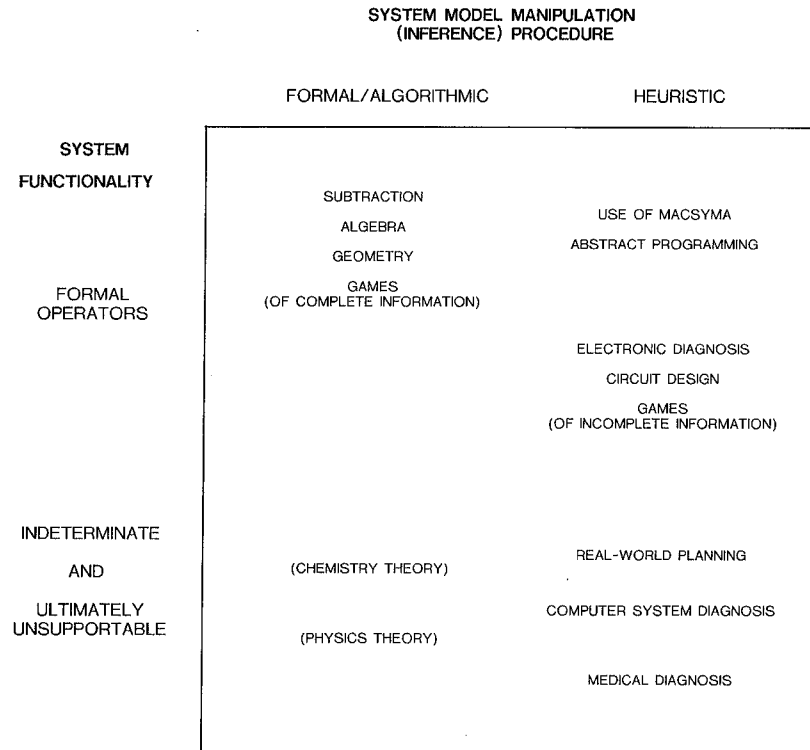 SYSTEM MODEL MANIPULATION
(INFERENCE) PROCEDURE
FORMAL/ALGORITHMIC
HEURISTIC
SYSTEM
FUNCTIONALITY
FORMAL
OPERATORS
SUBTRACTION
ALGEBRA
GEOMETRY
GAMES
(OF COMPLETE INFORMATION)
USE OF MACSYMA
ABSTRACT PROGRAMMING
ELECTRONIC DIAGNOSIS
CIRCUIT DESIGN
GAMES
(OF INCOMPLETE INFORMATION)
INDETERMINATE
AND
ULTIMATELY
UNSUPPORTABLE
(CHEMISTRY THEORY)
(PHYSICS THEORY)
REAL-WORLD PLANNING
COMPUTER SYSTEM DIAGNOSIS
MEDICAL DIAGNOSIS